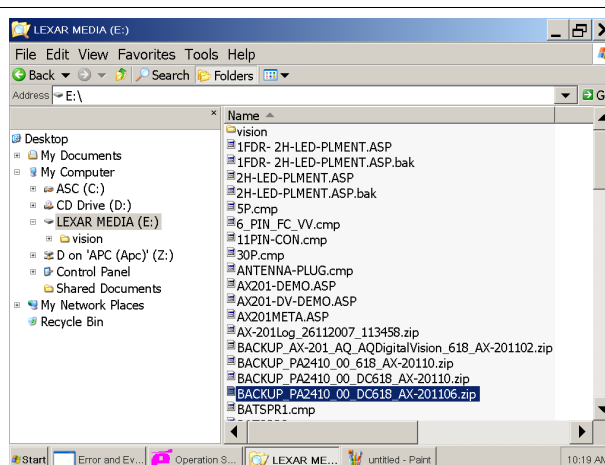 LEXAR MEDIA (E:)
File Edit View Favorites Tools Help
Back Search Folders
Address E:\ G
Name
Desktop
My Documents
My Computer
ASC (C:)
CD Drive (D:)
LEXAR MEDIA (E:)
vision
D on 'APC (Apc)' (Z:)
Control Panel
Shared Documents
My Network Places
Recycle Bin
vision
1FDR- 2H-LED-PLMENT.ASP
1FDR- 2H-LED-PLMENT.ASP.bak
2H-LED-PLMENT.ASP
2H-LED-PLMENT.ASP.bak
5P.cmp
6_PIN_FC_VV.cmp
11PIN-CON.cmp
30P.cmp
ANTENNA-PLUG.cmp
AX201-DEMO.ASP
AX201-DV-DEMO.ASP
AX201META.ASP
AX-201Log_26112007_113458.zip
BACKUP_AX-201_AQ_AQDigitalVision_618_AX-201102.zip
BACKUP_PA2410_00_618_AX-20110.zip
BACKUP_PA2410_00_DC618_AX-20110.zip
BACKUP_PA2410_00_DC618_AX-201106.zip
BATSPR1.cmp
Start Error and Ev... Operation S... LEXAR ME... untitled - Paint 10:19 AM